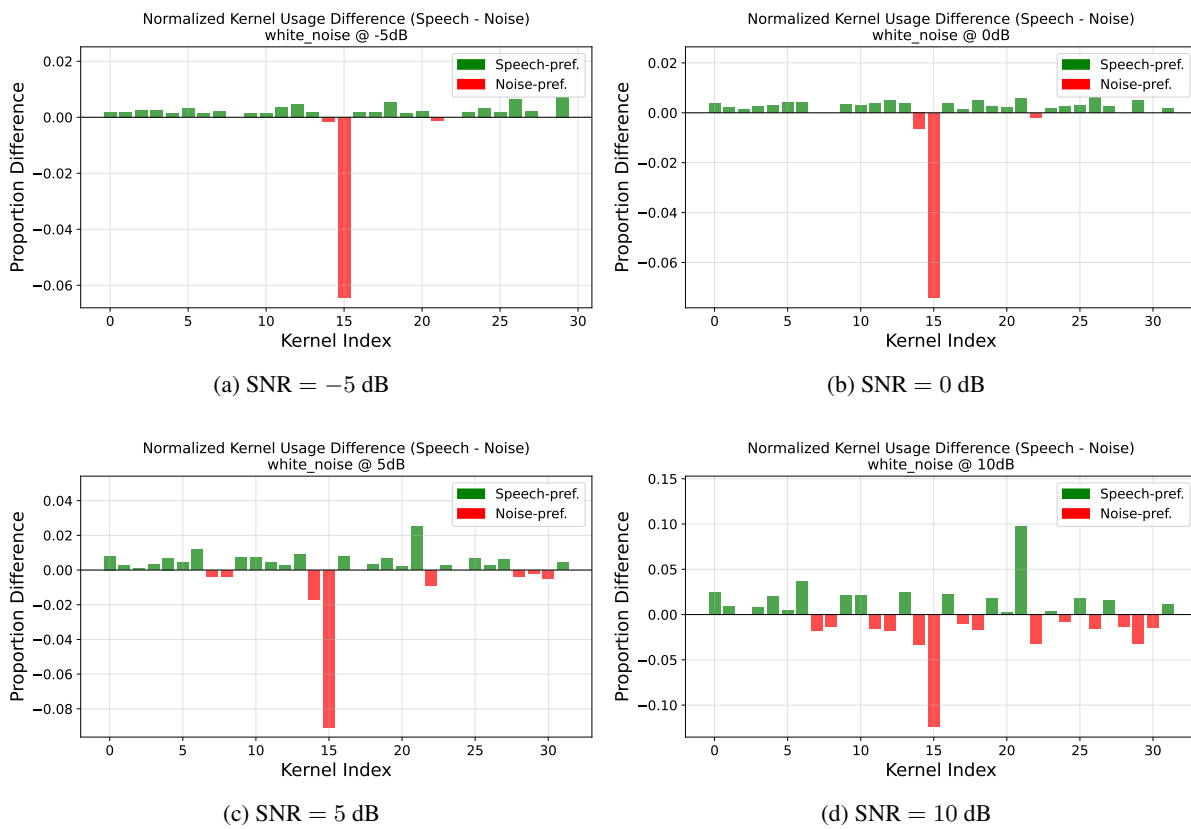 Normalized Kernel Usage Difference (Speech - Noise)
white_noise @ -5dB
Speech-pref.
Noise-pref.
0.02
0.00
−0.02
−0.04
−0.06
Proportion Difference
0 5 10 15 20 25 30
Kernel Index
(a) SNR = −5 dB
Normalized Kernel Usage Difference (Speech - Noise)
white_noise @ 0dB
Speech-pref.
Noise-pref.
0.02
0.00
−0.02
−0.04
−0.06
Proportion Difference
0 5 10 15 20 25 30
Kernel Index
(b) SNR = 0 dB
Normalized Kernel Usage Difference (Speech - Noise)
white_noise @ 5dB
Speech-pref.
Noise-pref.
0.04
0.02
0.00
−0.02
−0.04
−0.06
−0.08
Proportion Difference
0 5 10 15 20 25 30
Kernel Index
(c) SNR = 5 dB
Normalized Kernel Usage Difference (Speech - Noise)
white_noise @ 10dB
Speech-pref.
Noise-pref.
0.15
0.10
0.05
0.00
−0.05
−0.10
Proportion Difference
0 5 10 15 20 25 30
Kernel Index
(d) SNR = 10 dB